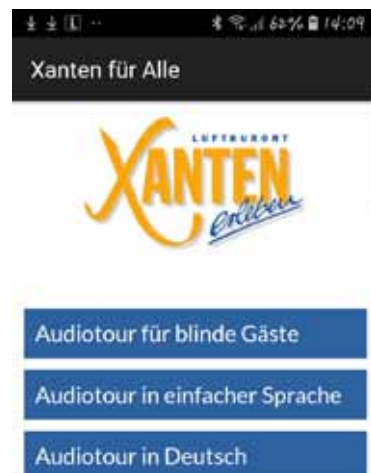 62% 14:09
Xanten für Alle
LUFTKURORT
XANTEN
erleben
Audiotour für blinde Gäste
Audiotour in einfacher Sprache
Audiotour in Deutsch